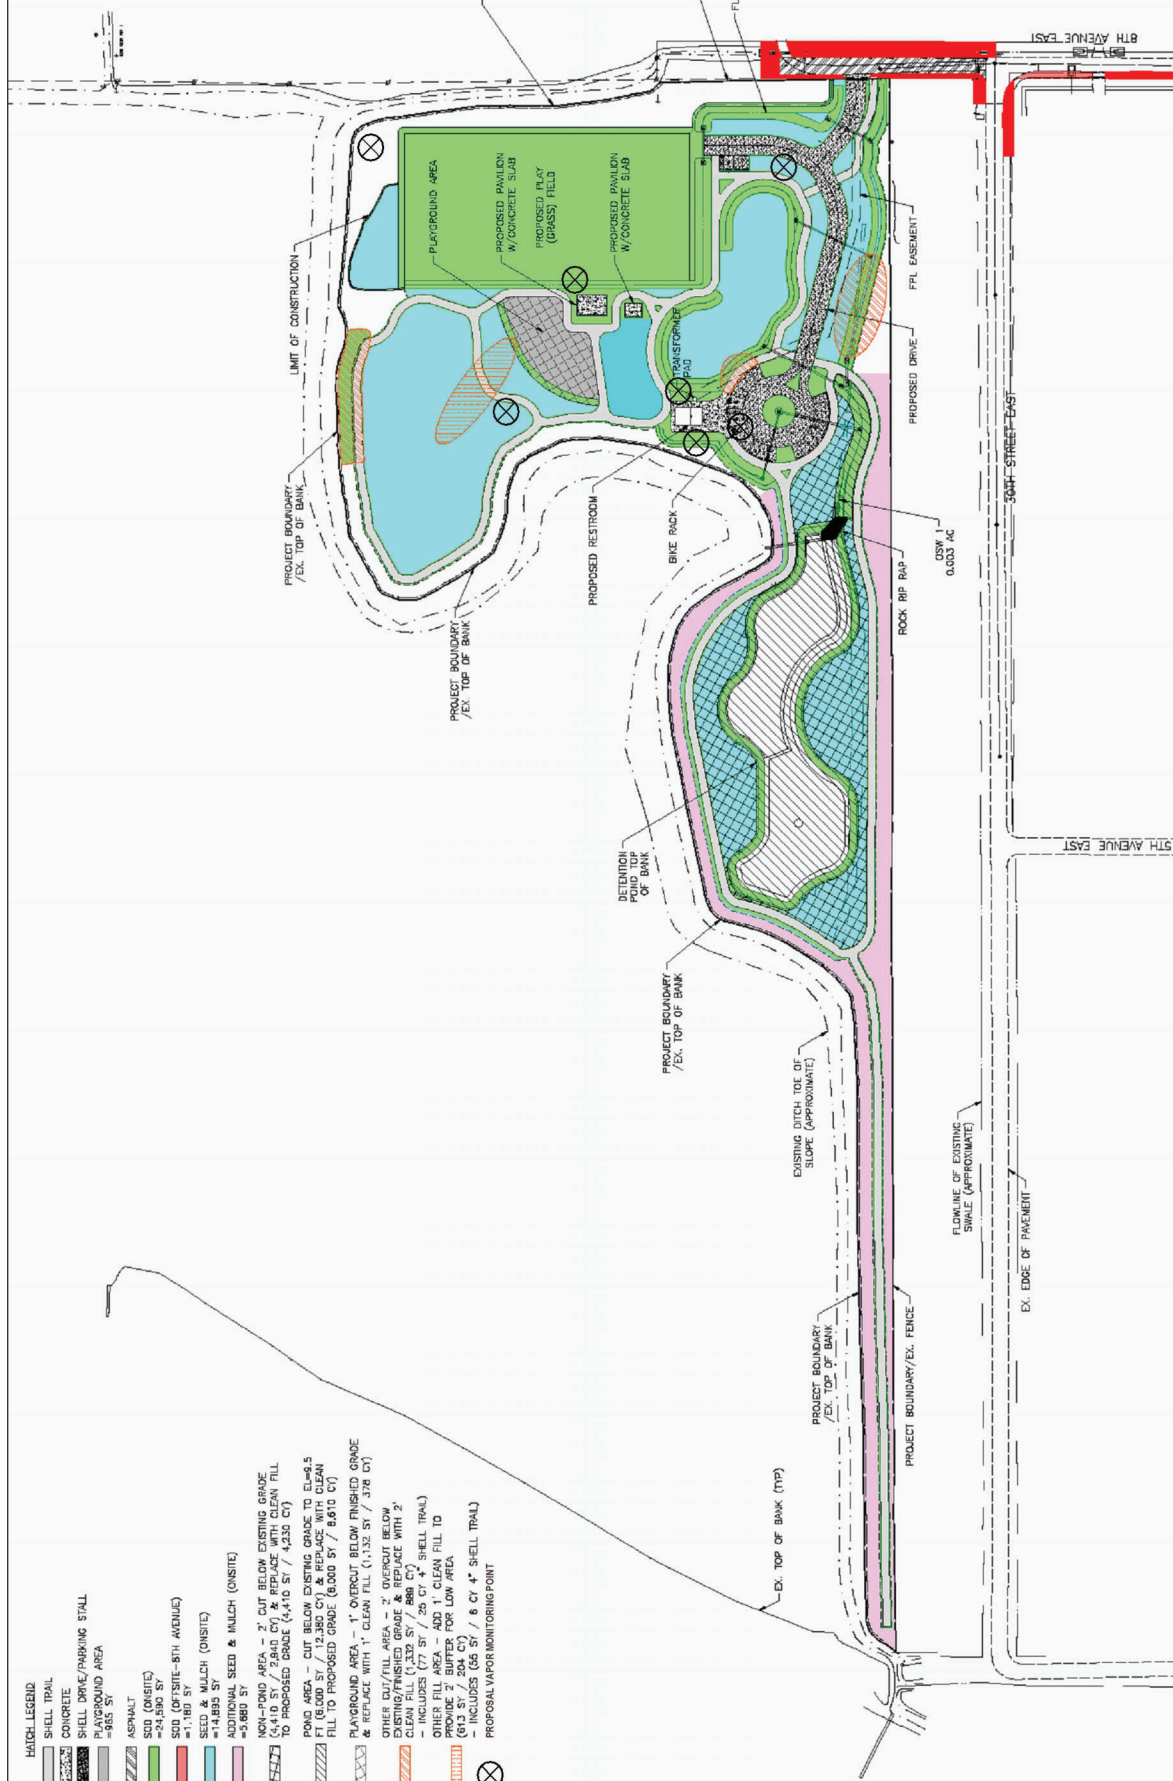 HATCH LEGEND
SHELL TRAIL
CONCRETE
SHELL DRIVE/PARKING STALL
PLAYGROUND AREA
=965 SY
ASPHALT
SOD (ONSITE)
=24,590 SY
SOD (OFFSITE-8TH AVENUE)
=1,180 SY
SEED & MULCH (ONSITE)
=14,895 SY
ADDITIONAL SEED & MULCH (ONSITE)
=5,680 SY
NON-POND AREA - 2' CUT BELOW EXISTING GRADE
(4,410 SY / 2,940 CY) & REPLACE WITH CLEAN FILL
TO PROPOSED GRADE (4,410 SY / 4,230 CY)
POND AREA - CUT BELOW EXISTING GRADE TO EL=9.5
FT (6,000 SY / 12,380 CY) & REPLACE WITH CLEAN
FILL TO PROPOSED GRADE (6,000 SY / 8,610 CY)
PLAYGROUND AREA - 1' OVERCUT BELOW FINISHED GRADE
& REPLACE WITH 1' CLEAN FILL (1,132 SY / 378 CY)
OTHER CUT/FILL AREA - 2' OVERCUT BELOW
EXISTING/FINISHED GRADE & REPLACE WITH 2'
CLEAN FILL (1,332 SY / 889 CY)
- INCLUDES (77 SY / 25 CY 4" SHELL TRAIL)
OTHER FILL AREA - ADD 1' CLEAN FILL TO
PROVIDE 2' BUFFER FOR LOW AREA
(613 SY / 204 CY)
- INCLUDES (55 SY / 6 CY 4" SHELL TRAIL)
PROPOSAL VAPOR MONITORING POINT
LIMIT OF CONSTRUCTION
PROJECT BOUNDARY
/EX. TOP OF BANK
PROJECT BOUNDARY
/EX. TOP OF BANK
PLAYGROUND AREA
PROPOSED PAVILION
W/CONCRETE SLAB
PROPOSED PLAY
(GRASS) FIELD
PROPOSED PAVILION
W/CONCRETE SLAB
TRANSFORMER
PAD
PROPOSED RESTROOM
BIKE RACK
FL
8TH AVENUE EAST
FPL EASEMENT
PROPOSED DRIVE
30TH STREET EAST
OSW 1
0.003 AC
ROCK RIP RAP
DETENTION
POND TOP
OF BANK
5TH AVENUE EAST
PROJECT BOUNDARY
/EX. TOP OF BANK
EXISTING DITCH TOE OF
SLOPE (APPROXIMATE)
FLOWLINE OF EXISTING
SWALE (APPROXIMATE)
EX. EDGE OF PAVEMENT
PROJECT BOUNDARY
/EX. TOP OF BANK
PROJECT BOUNDARY/EX. FENCE
EX. TOP OF BANK (TYP)